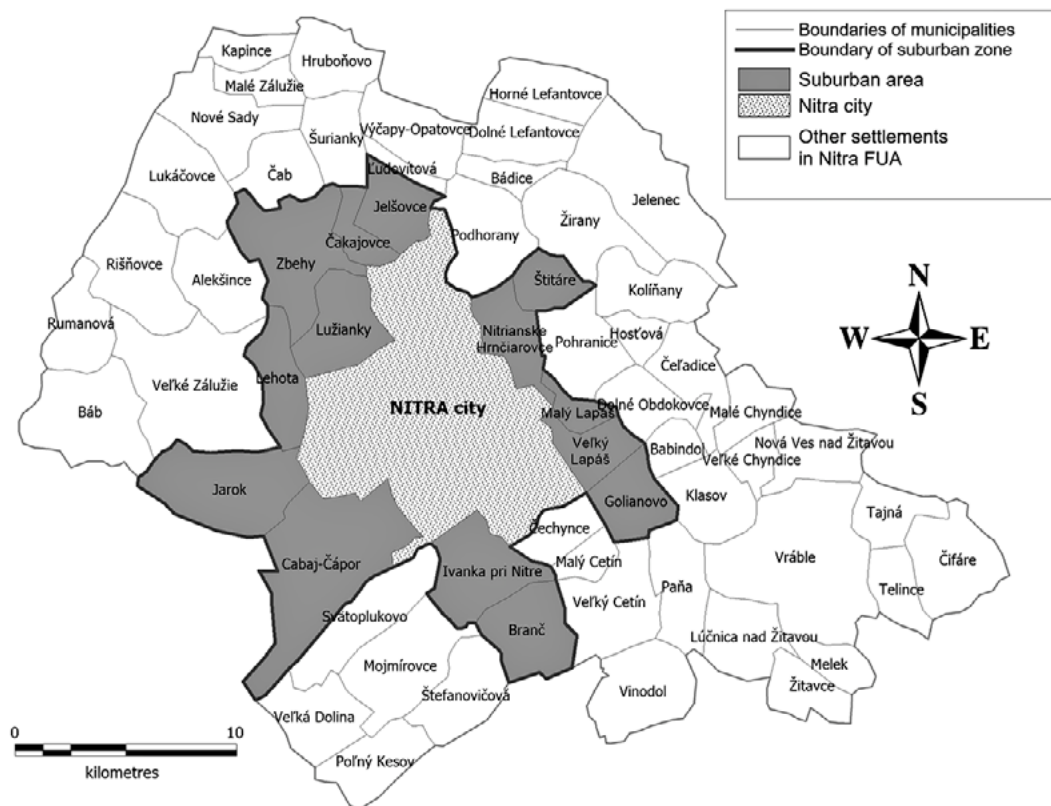 Boundaries of municipalities
Boundary of suburban zone
Suburban area
Nitra city
Other settlements
in Nitra FUA
Kapince
Hruboňovo
Malé Zálužie
Nové Sady
Šurianky
Výčapy-Opatovce
Horné Lefantovce
Dolné Lefantovce
Čab
Ľudovítová
Bádice
Lukáčovce
Jelšovce
Jelenec
Žirany
Čakajovce
Podhorany
Zbehy
Rišňovce
Alekšince
Štitáre
Kolíňany
N
W
E
S
Rumanová
Lužianky
Nitrianske
Hrnčiarovce
Pohranice
Hosťová
Čeľadice
Veľké Zálužie
Lehota
Báb
NITRA city
Malý Lapáš
Dolné Obdokovce
Malé Chyndice
Veľký
Lapáš
Babindol
Nová Ves nad Žitavou
Veľké Chyndice
Jarok
Golianovo
Klasov
Tajná
Čechynce
Vráble
Čifáre
Cabaj-Čápor
Ivanka pri Nitre
Malý Cetín
Veľký Cetín
Paňa
Telince
Svätoplukovo
Branč
Lúčnica nad Žitavou
Mojmírovce
Melek
Žitavce
Štefanovičová
Vinodol
Veľká Dolina
Poľný Kesov
0
10
kilometres